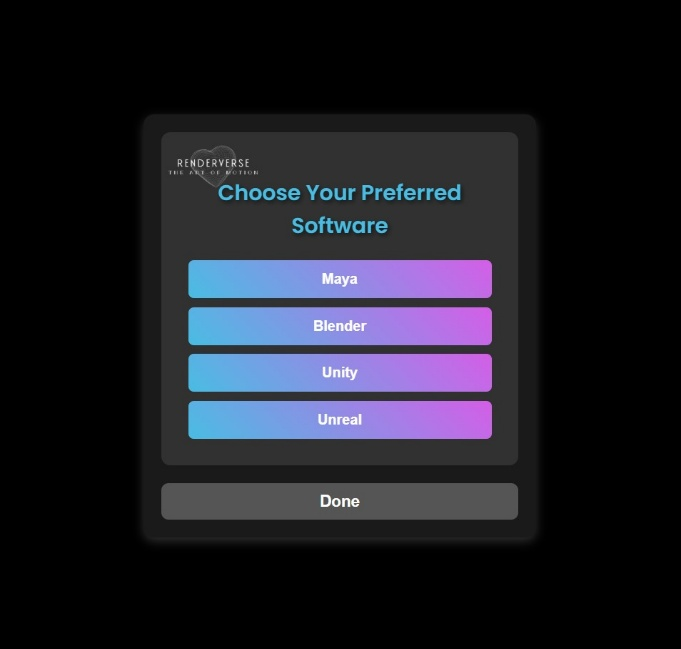 RENDERVERSE
THE ART OF MOTION
Choose Your Preferred
Software
Maya
Blender
Unity
Unreal
Done